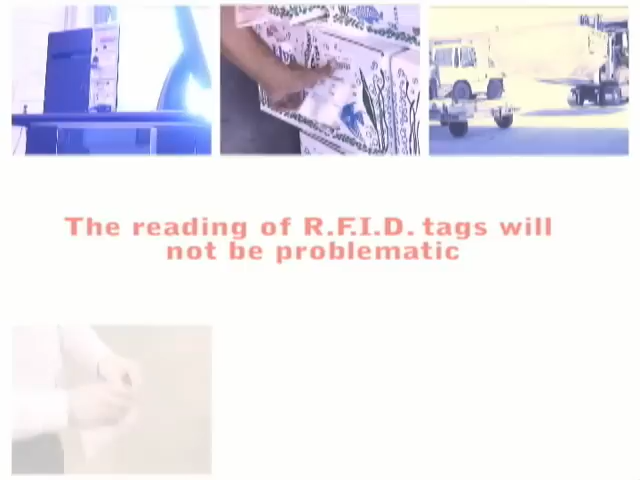 The reading of R.F.I.D. tags will
not be problematic